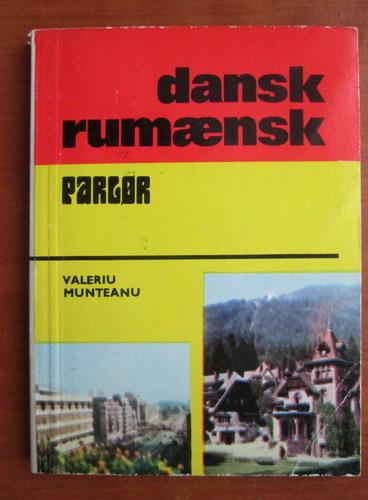 dansk
rumænsk
PARLØR
VALERIU
MUNTEANU